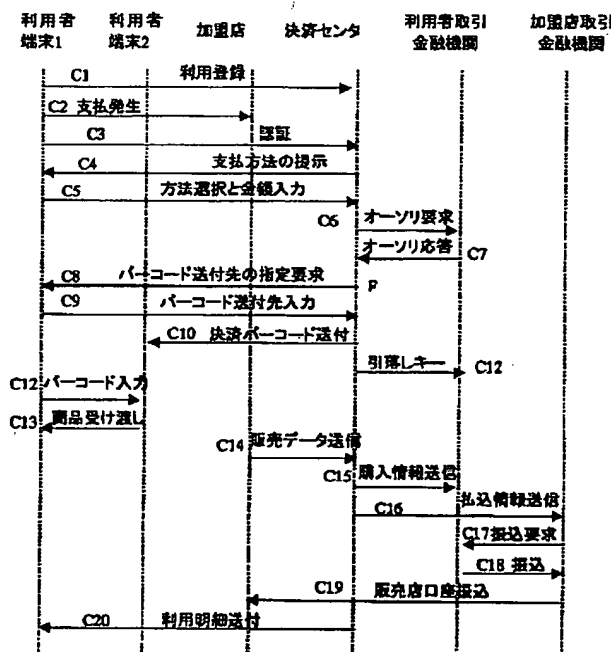 利用者
端末1
利用者
端末2
加盟店
決済センタ
利用者取引
金融機関
加盟店取引
金融機関
C1 利用登録
C2 支払発生
C3 認証
C4 支払方法の提示
C5 方法選択と金額入力
C6 オーソリ要求
オーソリ応答 C7
C8 バーコード送付先の指定要求 F
C9 バーコード送付先入力
C10 決済バーコード送付
引落しキー C12
C12 バーコード入力
C13 商品受け渡し
C14 販売データ送信
C15 購入情報送信
C16 払込情報送信
C17 振込要求
C18 振込
C19 販売店口座振込
C20 利用明細送付